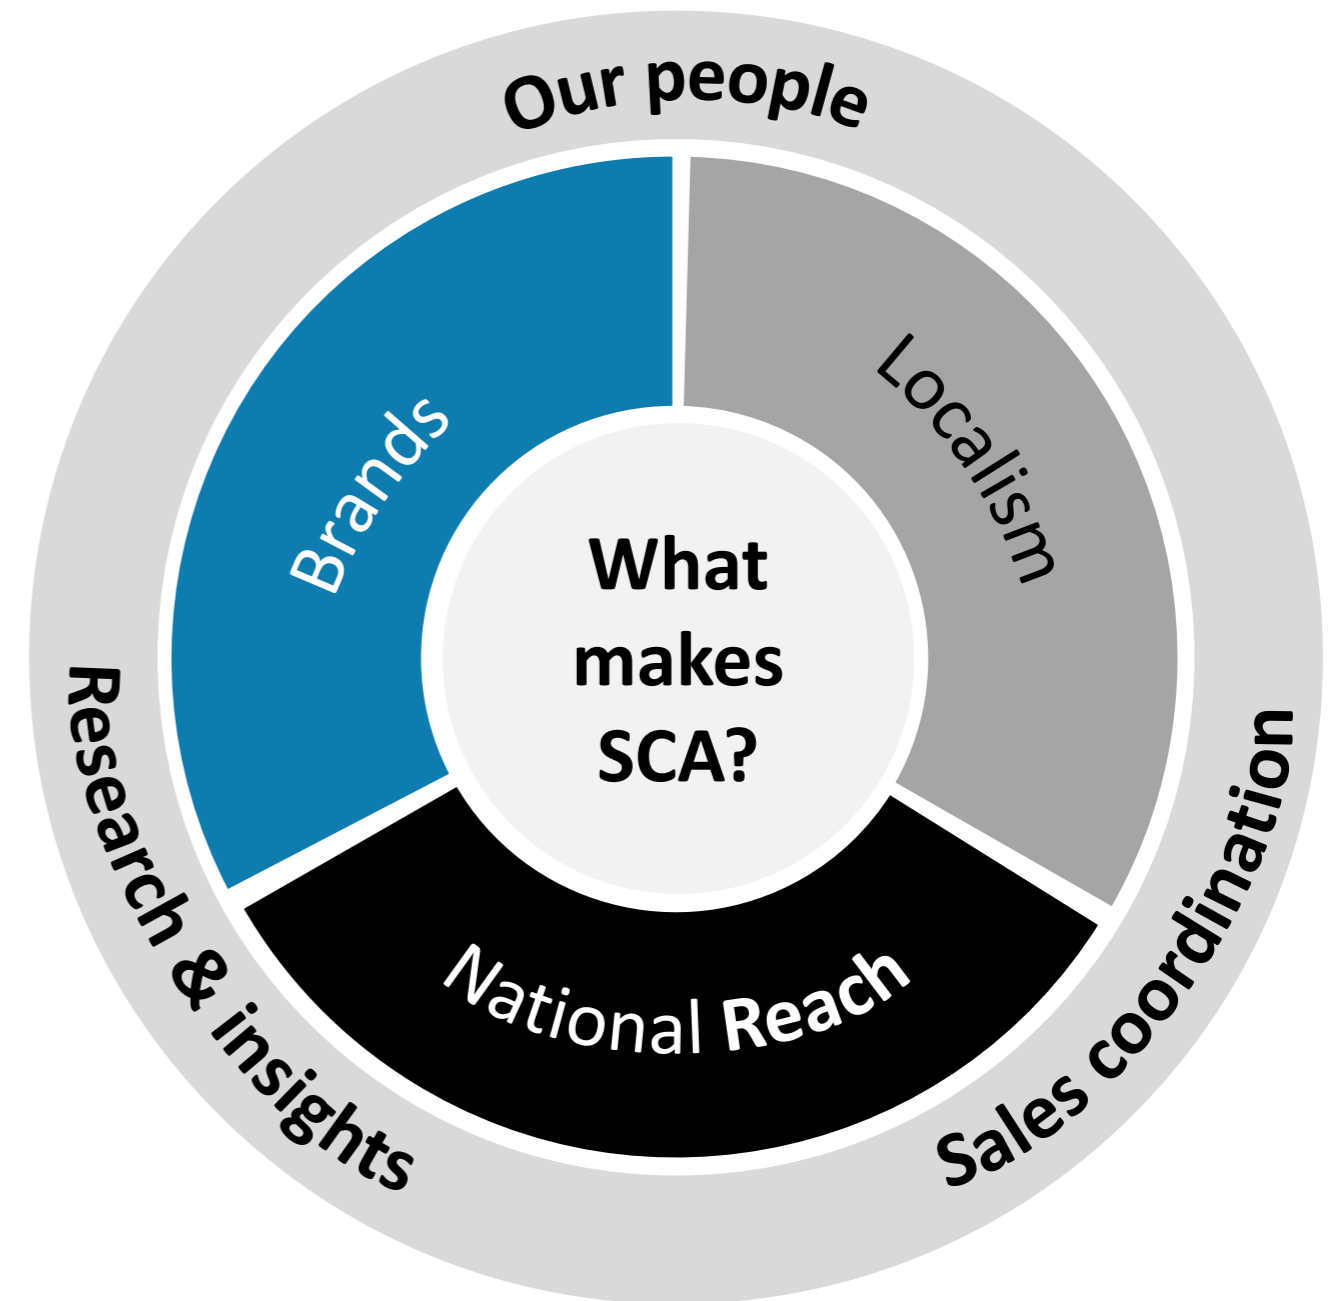 Our people
Brands
Localism
What
makes
SCA?
National Reach
Research & insights
Sales coordination